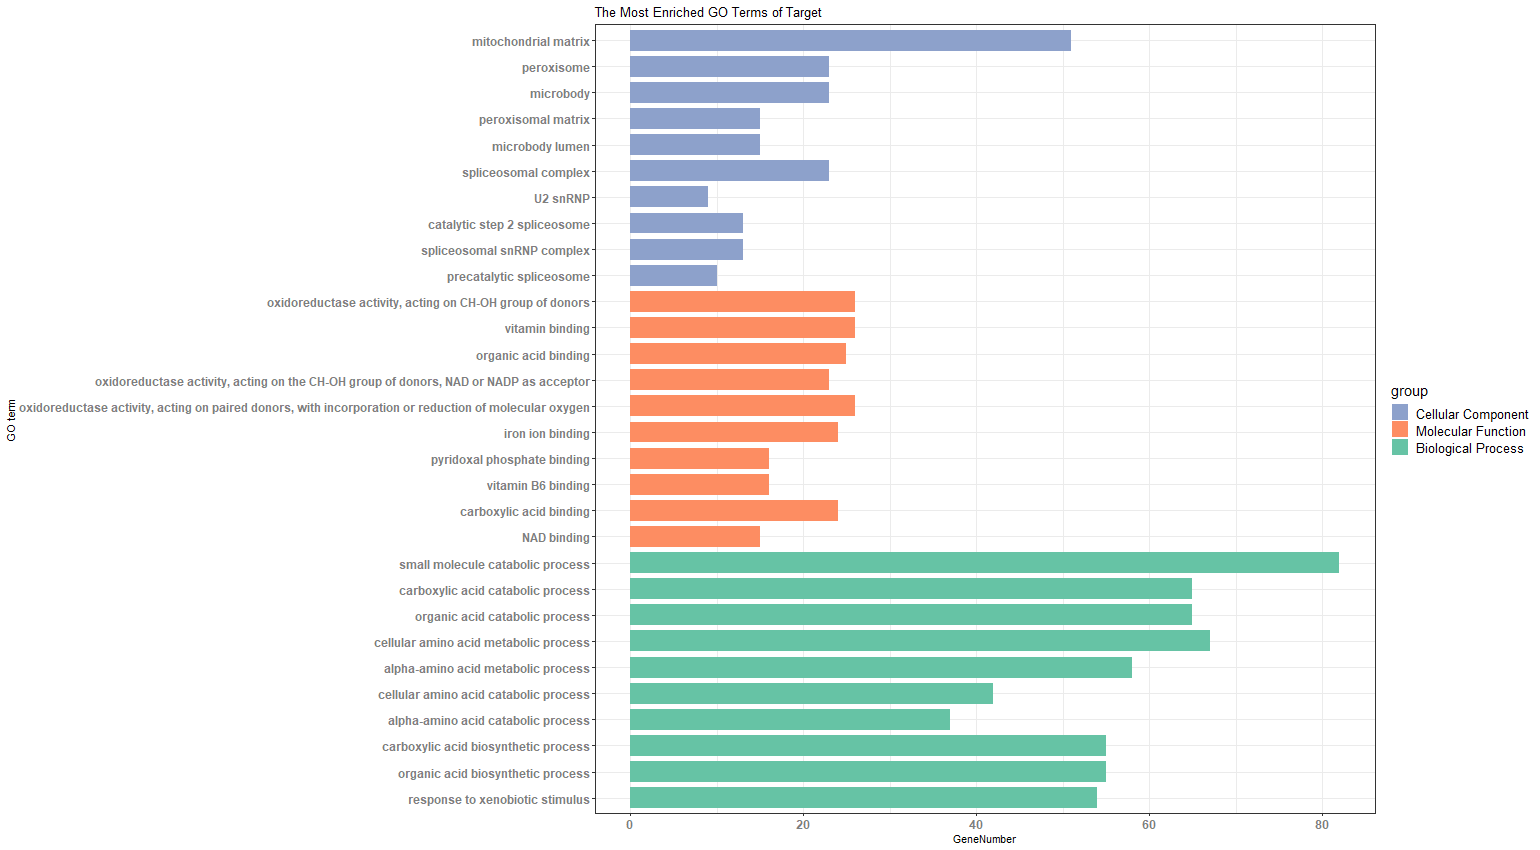 The Most Enriched GO Terms of Target
mitochondrial matrix
peroxisome
microbody
peroxisomal matrix
microbody lumen
spliceosomal complex
U2 snRNP
catalytic step 2 spliceosome
spliceosomal snRNP complex
precatalytic spliceosome
oxidoreductase activity, acting on CH-OH group of donors
vitamin binding
organic acid binding
oxidoreductase activity, acting on the CH-OH group of donors, NAD or NADP as acceptor
oxidoreductase activity, acting on paired donors, with incorporation or reduction of molecular oxygen
iron ion binding
pyridoxal phosphate binding
vitamin B6 binding
carboxylic acid binding
NAD binding
small molecule catabolic process
carboxylic acid catabolic process
organic acid catabolic process
cellular amino acid metabolic process
alpha-amino acid metabolic process
cellular amino acid catabolic process
alpha-amino acid catabolic process
carboxylic acid biosynthetic process
organic acid biosynthetic process
response to xenobiotic stimulus
GO term
0 20 40 60 80
GeneNumber
group
Cellular Component
Molecular Function
Biological Process